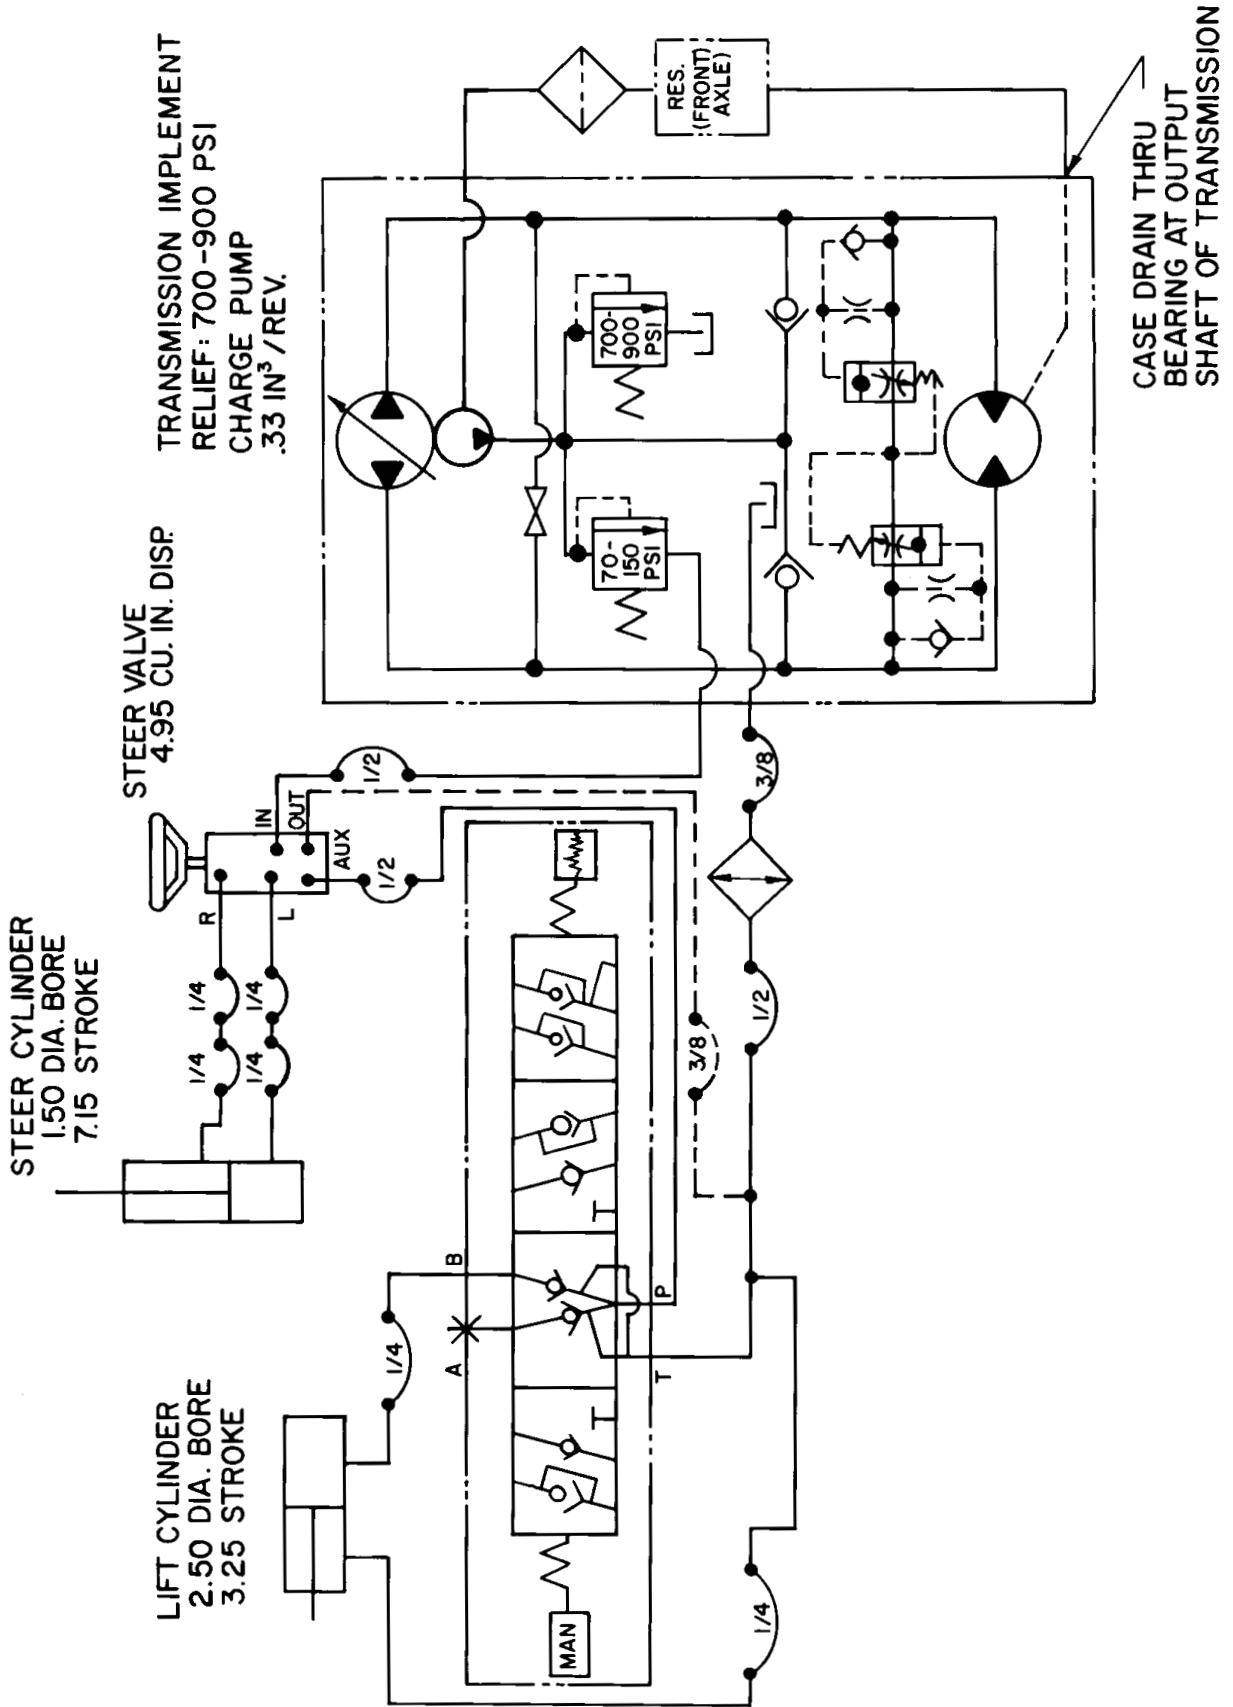 TRANSMISSION IMPLEMENT
RELIEF: 700-900 PSI
CHARGE PUMP
.33 IN³/REV.
RES.
(FRONT)
AXLE
700-
900
PSI
70-
150
PSI
CASE DRAIN THRU
BEARING AT OUTPUT
SHAFT OF TRANSMISSION
STEER VALVE
4.95 CU. IN. DISP.
IN
OUT
AUX
R
L
1/2
1/2
3/8
STEER CYLINDER
1.50 DIA. BORE
7.15 STROKE
1/4
1/4
1/4
1/4
3/8
1/2
LIFT CYLINDER
2.50 DIA. BORE
3.25 STROKE
1/4
B
A
P
T
MAN
1/4